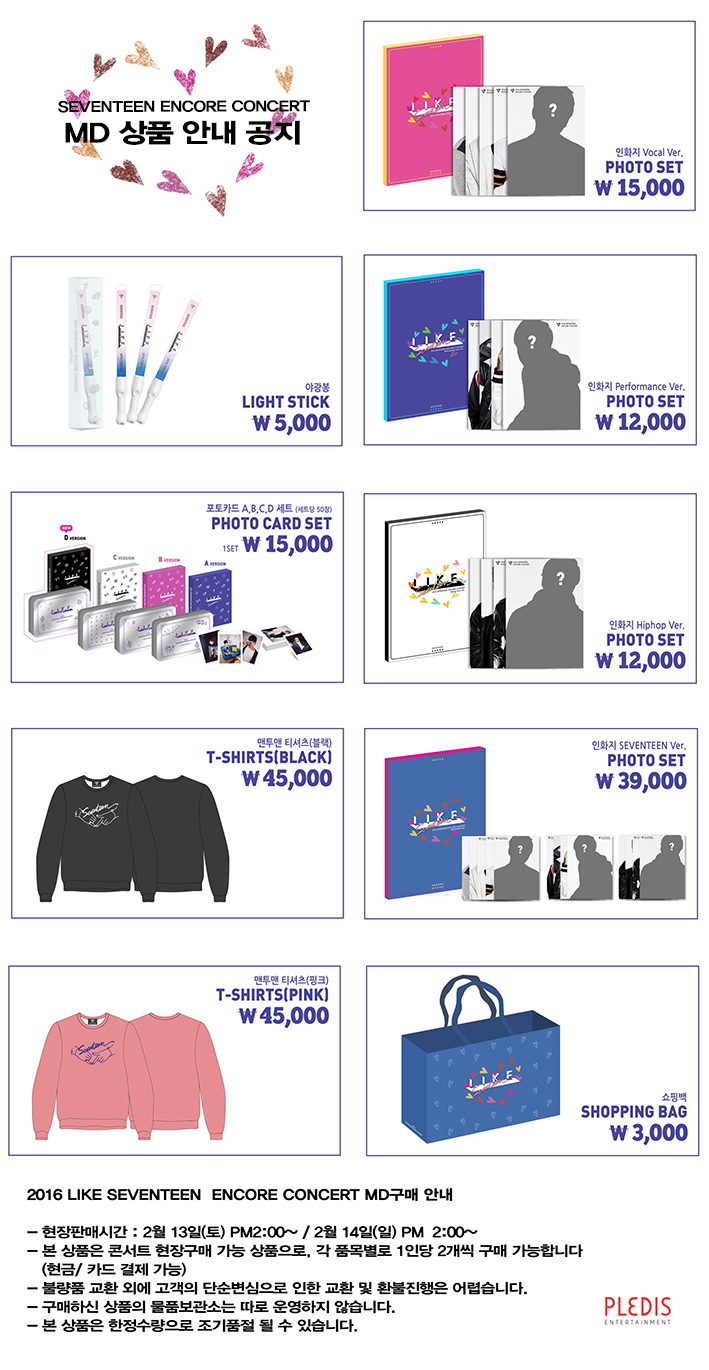 SEVENTEEN ENCORE CONCERT
MD 상품 안내 공지
LIKE
?
인화지 Vocal Ver.
PHOTO SET
₩ 15,000
야광봉
LIGHT STICK
₩ 5,000
LIKE
?
인화지 Performance Ver.
PHOTO SET
₩ 12,000
포토카드 A,B,C,D 세트 (세트당 50장)
PHOTO CARD SET
1SET ₩ 15,000
NEW
D VERSION
C VERSION
B VERSION
A VERSION
LIKE
?
인화지 Hiphop Ver.
PHOTO SET
₩ 12,000
맨투맨 티셔츠(블랙)
T-SHIRTS(BLACK)
₩ 45,000
Seventeen
인화지 SEVENTEEN Ver.
PHOTO SET
₩ 39,000
LIKE
?
?
?
맨투맨 티셔츠(핑크)
T-SHIRTS(PINK)
₩ 45,000
Seventeen
LIKE
쇼핑백
SHOPPING BAG
₩ 3,000
2016 LIKE SEVENTEEN ENCORE CONCERT MD구매 안내
- 현장판매시간 : 2월 13일(토) PM2:00~ / 2월 14일(일) PM 2:00~
- 본 상품은 콘서트 현장구매 가능 상품으로, 각 품목별로 1인당 2개씩 구매 가능합니다
(현금/ 카드 결제 가능)
- 불량품 교환 외에 고객의 단순변심으로 인한 교환 및 환불진행은 어렵습니다.
- 구매하신 상품의 물품보관소는 따로 운영하지 않습니다.
- 본 상품은 한정수량으로 조기품절 될 수 있습니다.
PLEDIS
ENTERTAINMENT